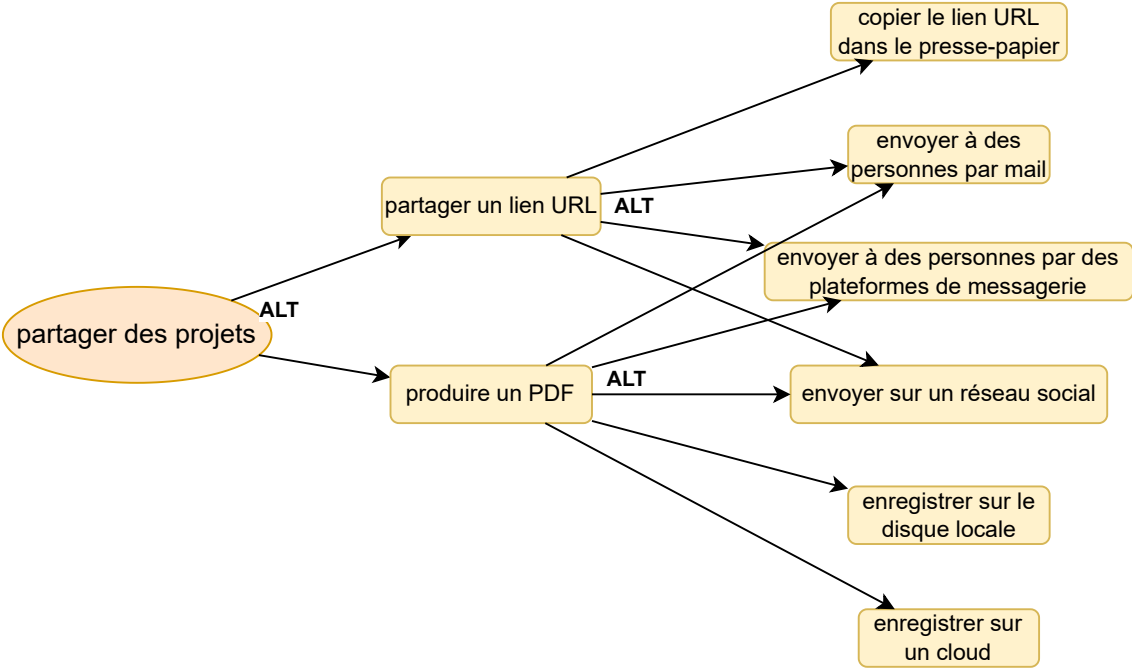 copier le lien URL
dans le presse-papier
envoyer à des
personnes par mail
partager un lien URL
ALT
envoyer à des personnes par des
plateformes de messagerie
ALT
partager des projets
produire un PDF
ALT
envoyer sur un réseau social
enregistrer sur le
disque locale
enregistrer sur
un cloud